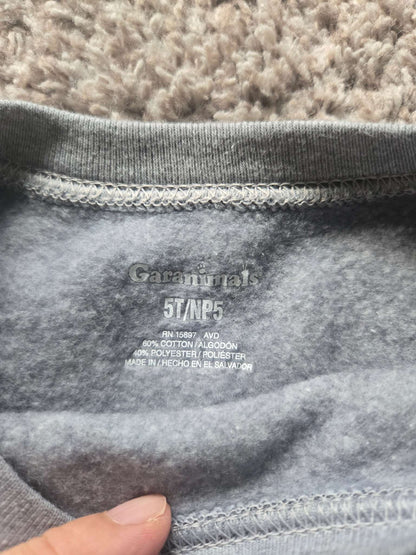 Garanimals
5T/NP5
RN 15897 AVD
60% COTTON / ALGODÓN
40% POLYESTER / POLIÉSTER
MADE IN / HECHO EN EL SALVADOR